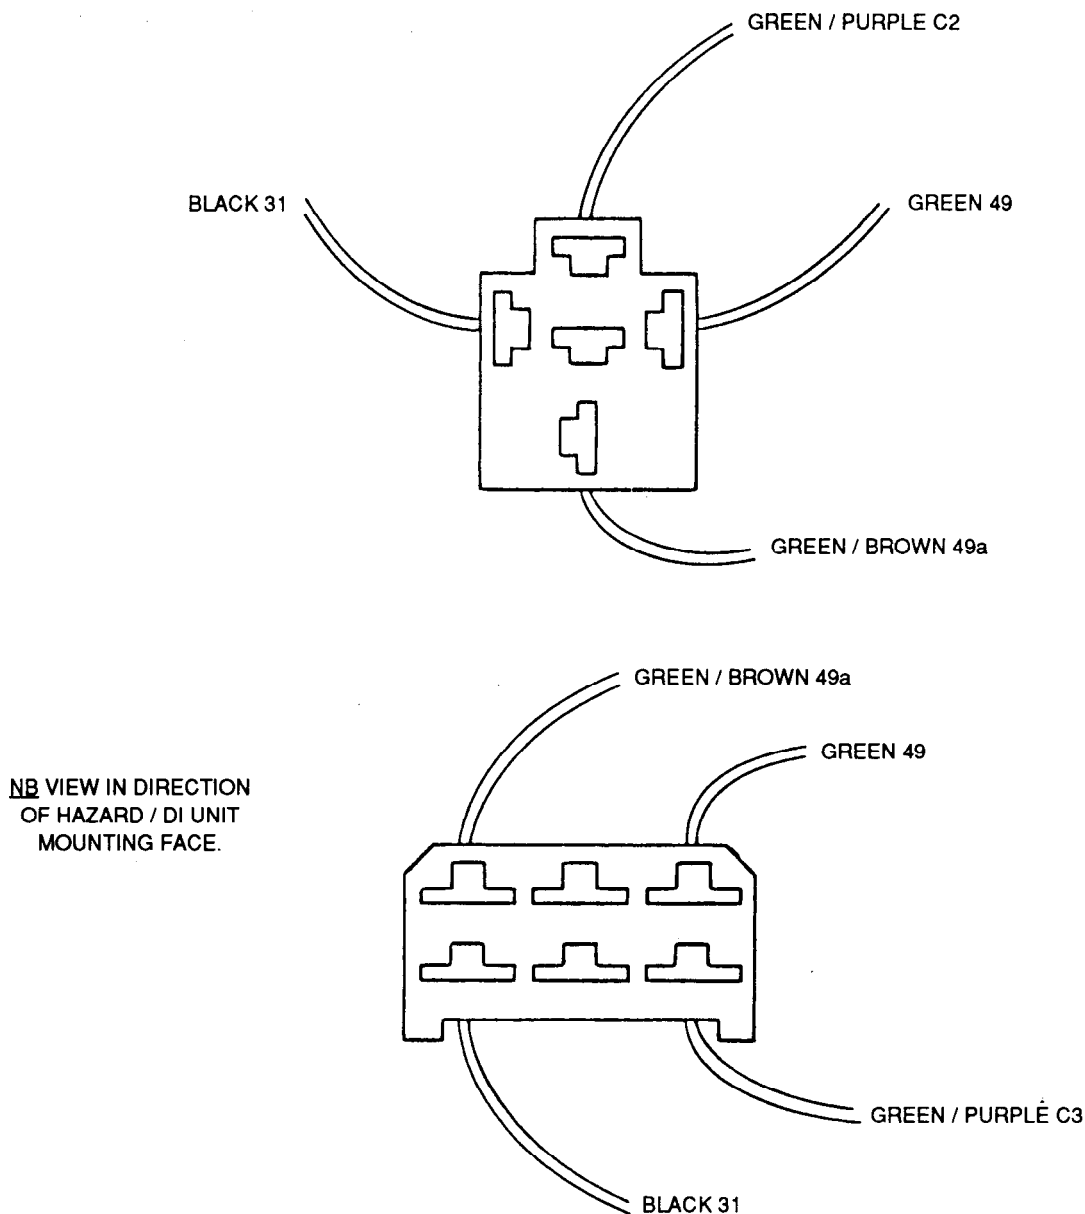 GREEN / PURPLE C2
BLACK 31
GREEN 49
GREEN / BROWN 49a
GREEN / BROWN 49a
GREEN 49
NB VIEW IN DIRECTION
OF HAZARD / DI UNIT
MOUNTING FACE.
GREEN / PURPLE C3
BLACK 31